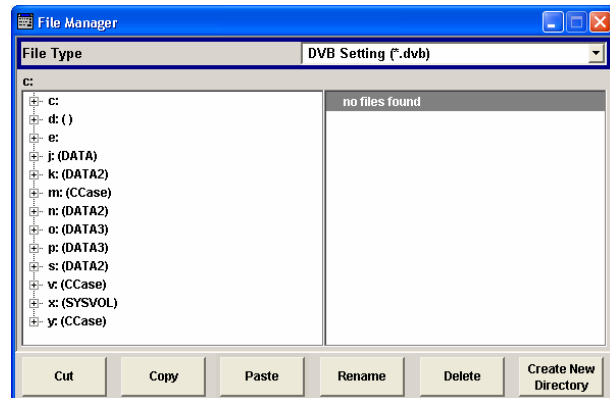 File Manager
File Type
DVB Setting (*.dvb)
c:
c:
d: ( )
e:
j: (DATA)
k: (DATA2)
m: (CCase)
n: (DATA2)
o: (DATA3)
p: (DATA3)
s: (DATA2)
v: (CCase)
x: (SYSVOL)
y: (CCase)
no files found
Cut
Copy
Paste
Rename
Delete
Create New
Directory